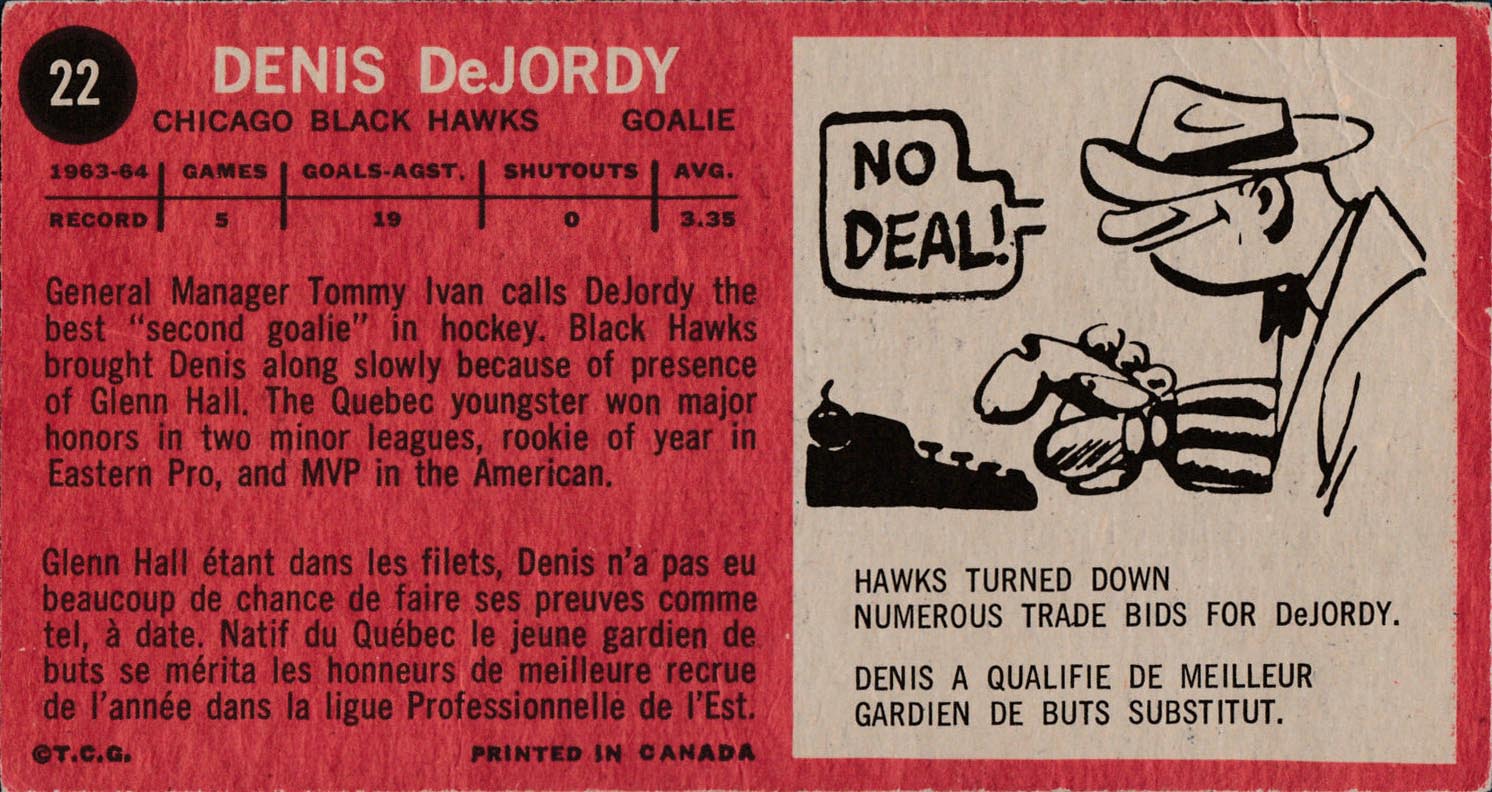 22
DENIS DeJORDY
CHICAGO BLACK HAWKS GOALIE
1963-64 GAMES GOALS-AGST. SHUTOUTS AVG.
RECORD 5 19 0 3.35
General Manager Tommy Ivan calls DeJordy the
best "second goalie" in hockey. Black Hawks
brought Denis along slowly because of presence
of Glenn Hall. The Quebec youngster won major
honors in two minor leagues, rookie of year in
Eastern Pro, and MVP in the American.
Glenn Hall étant dans les filets, Denis n'a pas eu
beaucoup de chance de faire ses preuves comme
tel, à date. Natif du Québec le jeune gardien de
buts se mérita les honneurs de meilleure recrue
de l'année dans la ligue Professionnelle de l'Est.
©T.C.G. PRINTED IN CANADA
NO
DEAL!
HAWKS TURNED DOWN
NUMEROUS TRADE BIDS FOR DeJORDY.
DENIS A QUALIFIE DE MEILLEUR
GARDIEN DE BUTS SUBSTITUT.